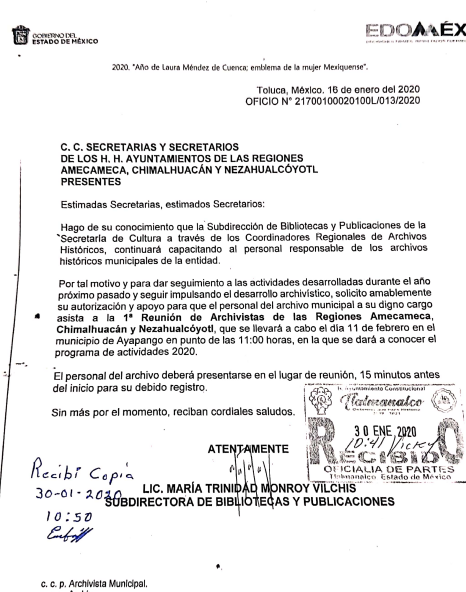 GOBIERNO DEL
ESTADO DE MÉXICO
EDOMÉX
2020. "Año de Laura Méndez de Cuenca; emblema de la mujer Mexiquense".
Toluca, México, 16 de enero del 2020
OFICIO N° 21700100020100L/013/2020
C. C. SECRETARIAS Y SECRETARIOS
DE LOS H. H. AYUNTAMIENTOS DE LAS REGIONES
AMECAMECA, CHIMALHUACÁN Y NEZAHUALCÓYOTL
PRESENTES
Estimadas Secretarias, estimados Secretarios:
Hago de su conocimiento que la Subdirección de Bibliotecas y Publicaciones de la
Secretaría de Cultura a través de los Coordinadores Regionales de Archivos
Históricos, continuará capacitando al personal responsable de los archivos
históricos municipales de la entidad.
Por tal motivo y para dar seguimiento a las actividades desarrolladas durante el año
próximo pasado y seguir impulsando el desarrollo archivístico, solicito amablemente
su autorización y apoyo para que el personal del archivo municipal a su digno cargo
asista a la 1ª Reunión de Archivistas de las Regiones Amecameca,
Chimalhuacán y Nezahualcóyotl, que se llevará a cabo el día 11 de febrero en el
municipio de Ayapango en punto de las 11:00 horas, en la que se dará a conocer el
programa de actividades 2020.
El personal del archivo deberá presentarse en el lugar de reunión, 15 minutos antes
del inicio para su debido registro.
Sin más por el momento, reciban cordiales saludos.
H. Ayuntamiento Constitucional
Tlalmanalco
30 ENE. 2020
10:41 Vicky
RECIBIDO
OFICIALIA DE PARTES
Tlalmanalco, Estado de México
ATENTAMENTE
LIC. MARÍA TRINIDAD MONROY VILCHIS
SUBDIRECTORA DE BIBLIOTECAS Y PUBLICACIONES
Recibí Copia
30-01-2020
10:50
c. c. p. Archivista Municipal.